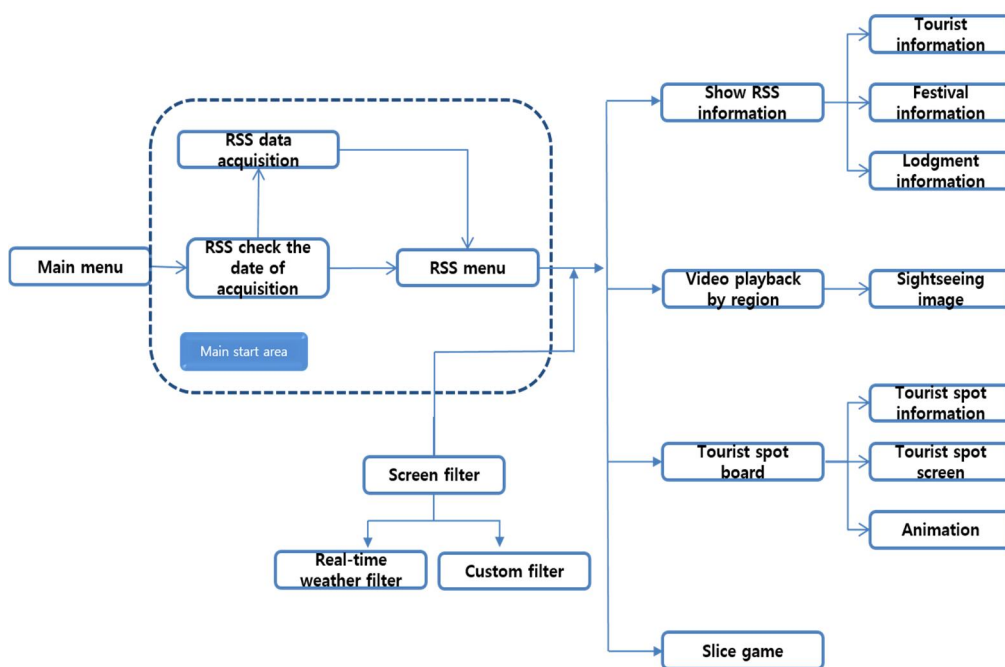 Main menu
RSS data
acquisition
RSS check the
date of
acquisition
RSS menu
Main start area
Screen filter
Real-time
weather filter
Custom filter
Show RSS
information
Tourist
information
Festival
information
Lodgment
information
Video playback
by region
Sightseeing
image
Tourist spot
board
Tourist spot
information
Tourist spot
screen
Animation
Slice game